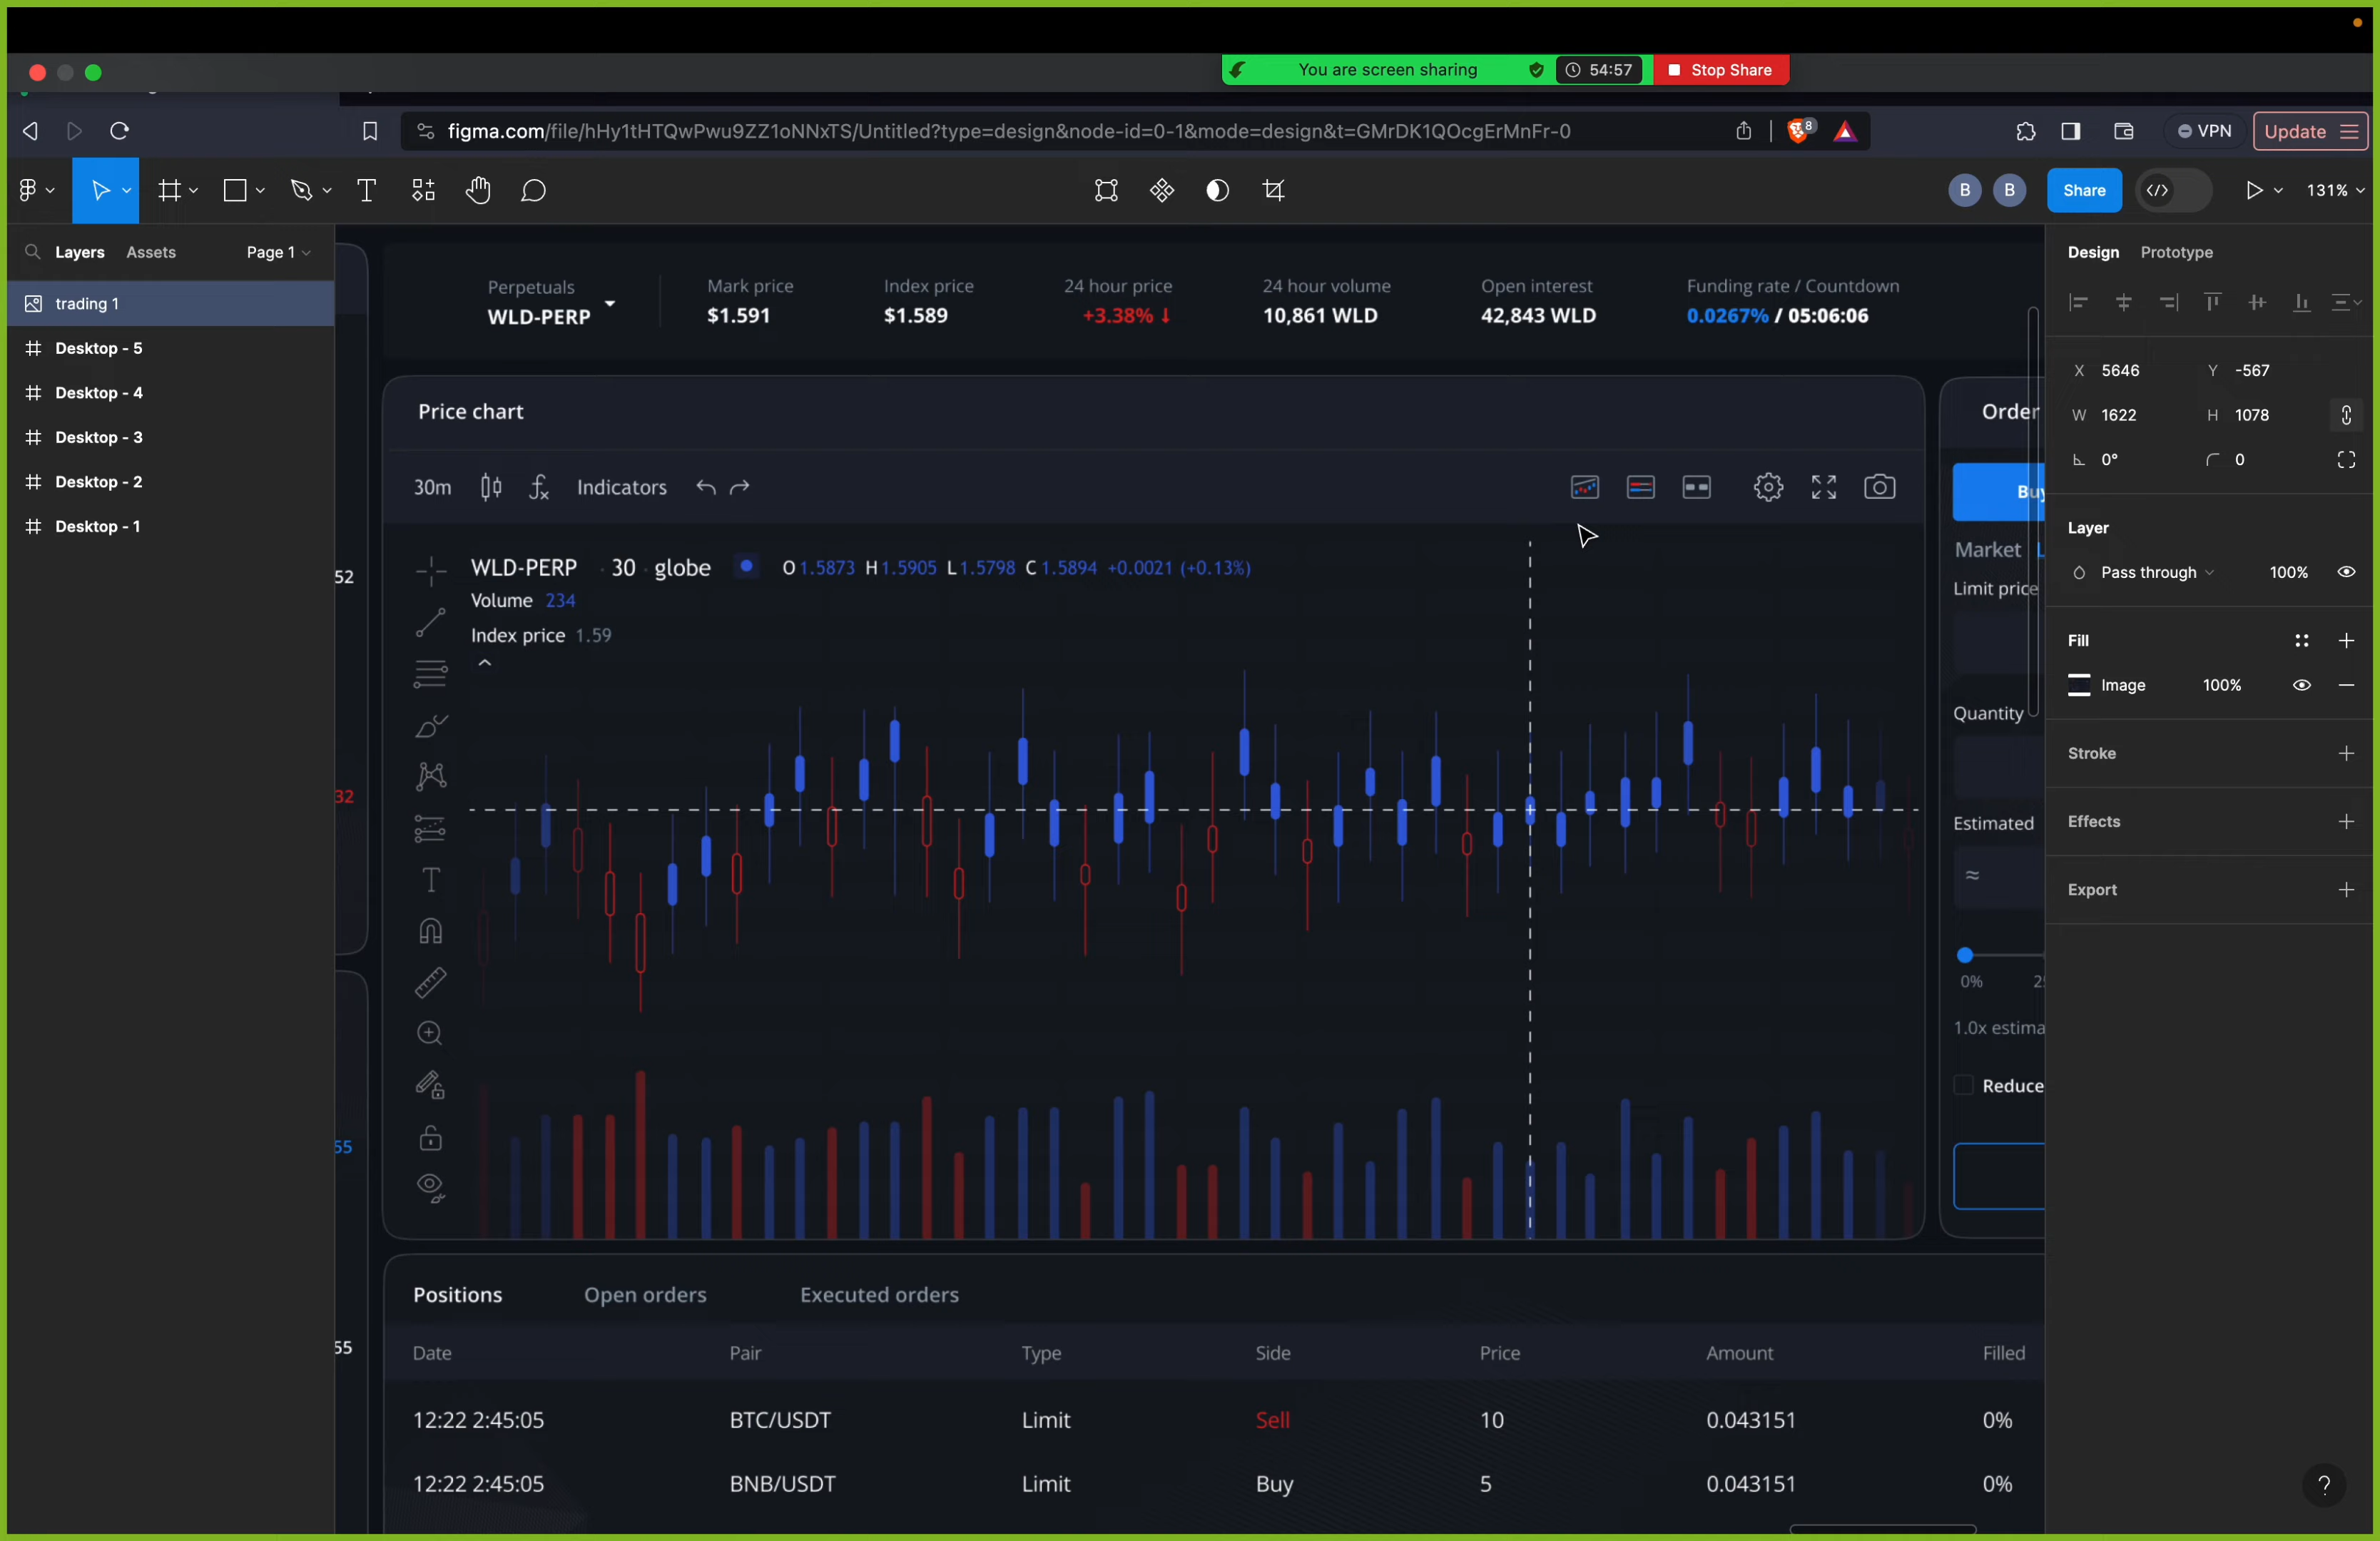 You are screen sharing 54:57 Stop Share
figma.com/file/hHy1tHTQwPwu9ZZ1oNNxTS/Untitled?type=design&node-id=0-1&mode=design&t=GMrDK1QOcgErMnFr-0
8
VPN
Update
B B Share 131%
Layers Assets Page 1
trading 1
Desktop - 5
Desktop - 4
Desktop - 3
Desktop - 2
Desktop - 1
52
32
55
55
Perpetuals
WLD-PERP
Mark price
$1.591
Index price
$1.589
24 hour price
+3.38% ↓
24 hour volume
10,861 WLD
Open interest
42,843 WLD
Funding rate / Countdown
0.0267% / 05:06:06
Price chart
30m Indicators
WLD-PERP · 30 · globe O 1.5873 H 1.5905 L 1.5798 C 1.5894 +0.0021 (+0.13%)
Volume 234
Index price 1.59
Order
Buy
Market L
Limit price
Quantity
Estimated
≈
0% 25
1.0x estima
Reduce
Positions Open orders Executed orders
Date Pair Type Side Price Amount Filled
12:22 2:45:05 BTC/USDT Limit Sell 10 0.043151 0%
12:22 2:45:05 BNB/USDT Limit Buy 5 0.043151 0%
Design Prototype
X 5646 Y -567
W 1622 H 1078
0° 0
Layer
Pass through 100%
Fill
Image 100%
Stroke
Effects
Export
?